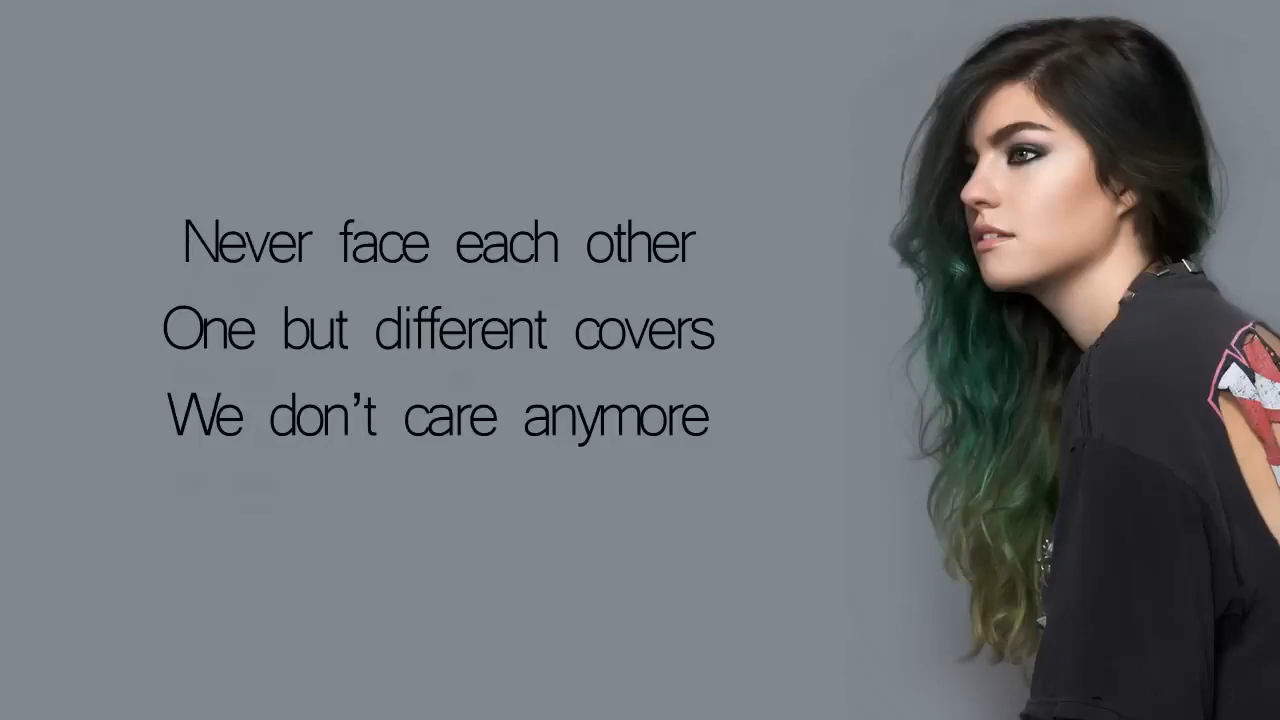 Never face each other
One but different covers
We don't care anymore